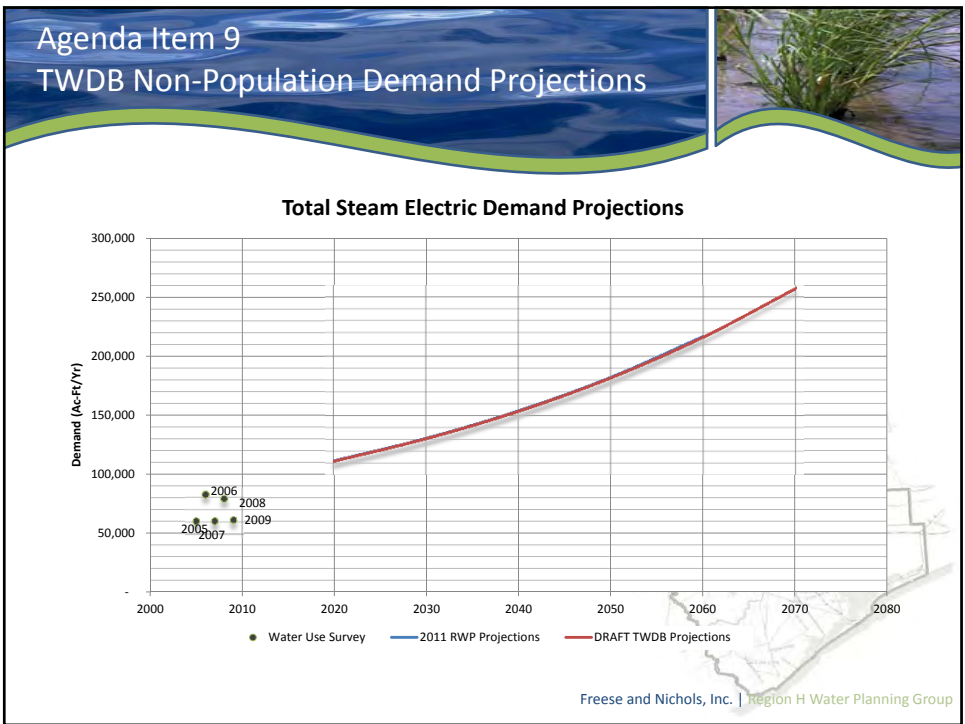 Agenda Item 9
TWDB Non-Population Demand Projections
Total Steam Electric Demand Projections
300,000
250,000
200,000
150,000
100,000
50,000
-
Demand (Ac-Ft/Yr)
2006
2008
2005
2009
2007
2000 2010 2020 2030 2040 2050 2060 2070 2080
Water Use Survey 2011 RWP Projections DRAFT TWDB Projections
Freese and Nichols, Inc. | Region H Water Planning Group